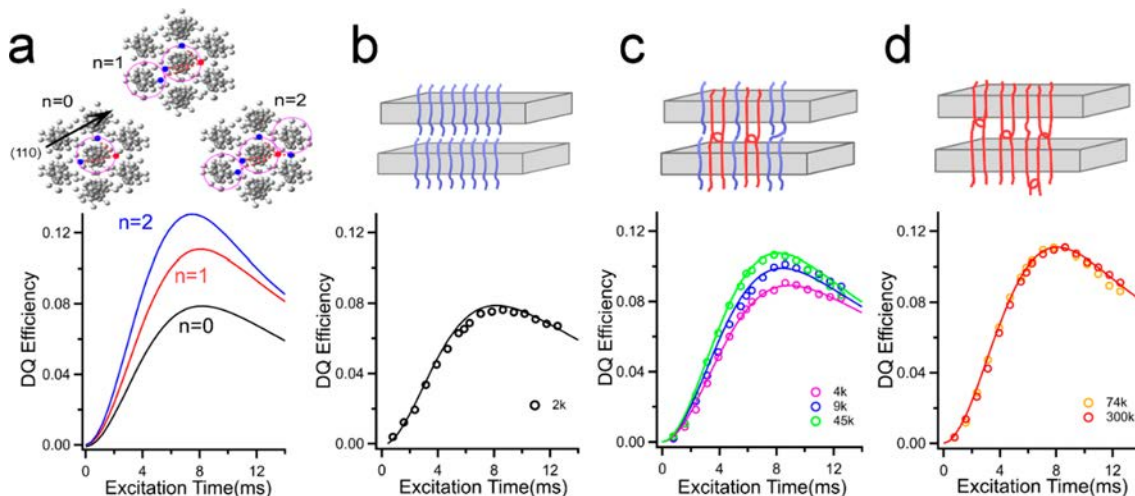 a
b
c
d
n=1
n=0
(110)
n=2
n=2
n=1
n=0
DQ Efficiency
0.12
0.08
0.04
0.00
0
4
8
12
Excitation Time(ms)
DQ Efficiency
0.12
0.08
0.04
0.00
2k
0
4
8
12
Excitation Time(ms)
DQ Efficiency
0.12
0.08
0.04
0.00
4k
9k
45k
0
4
8
12
Excitation Time(ms)
DQ Efficiency
0.12
0.08
0.04
0.00
74k
300k
0
4
8
12
Excitation Time(ms)